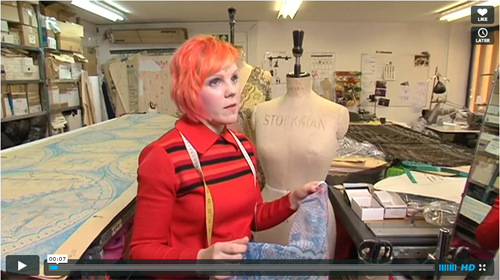 LIKE
LATER
STOCKMAN
00:07
HD